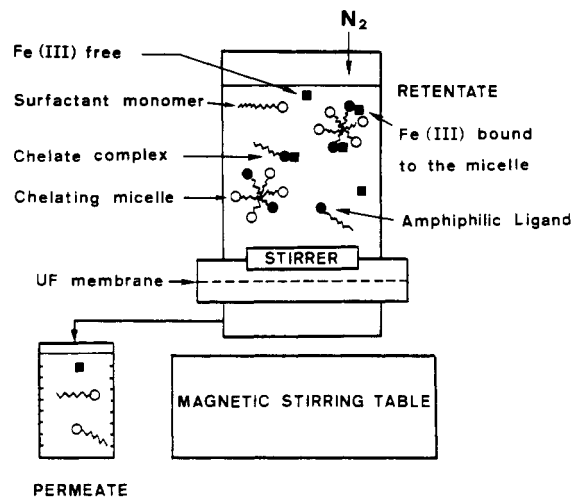 N2
Fe (III) free
RETENTATE
Surfactant monomer
Fe (III) bound
to the micelle
Chelate complex
Chelating micelle
Amphiphilic Ligand
STIRRER
UF membrane
MAGNETIC STIRRING TABLE
PERMEATE